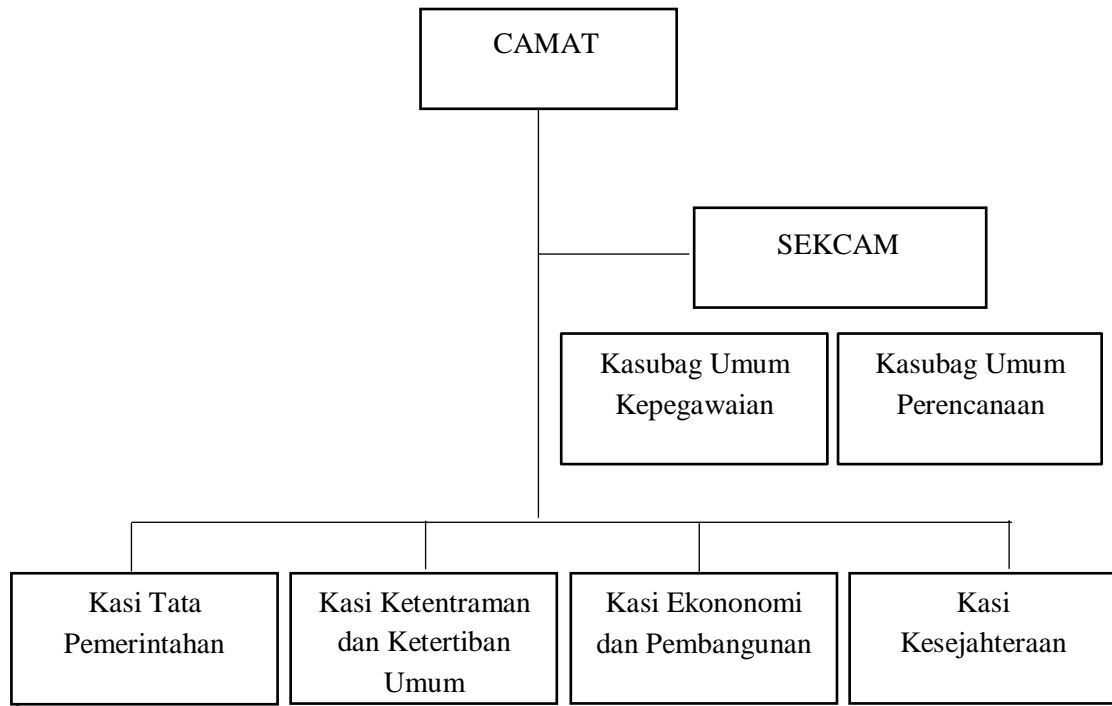 CAMAT
SEKCAM
Kasubag Umum
Kepegawaian
Kasubag Umum
Perencanaan
Kasi Tata
Pemerintahan
Kasi Ketentraman
dan Ketertiban
Umum
Kasi Ekononomi
dan Pembangunan
Kasi
Kesejahteraan